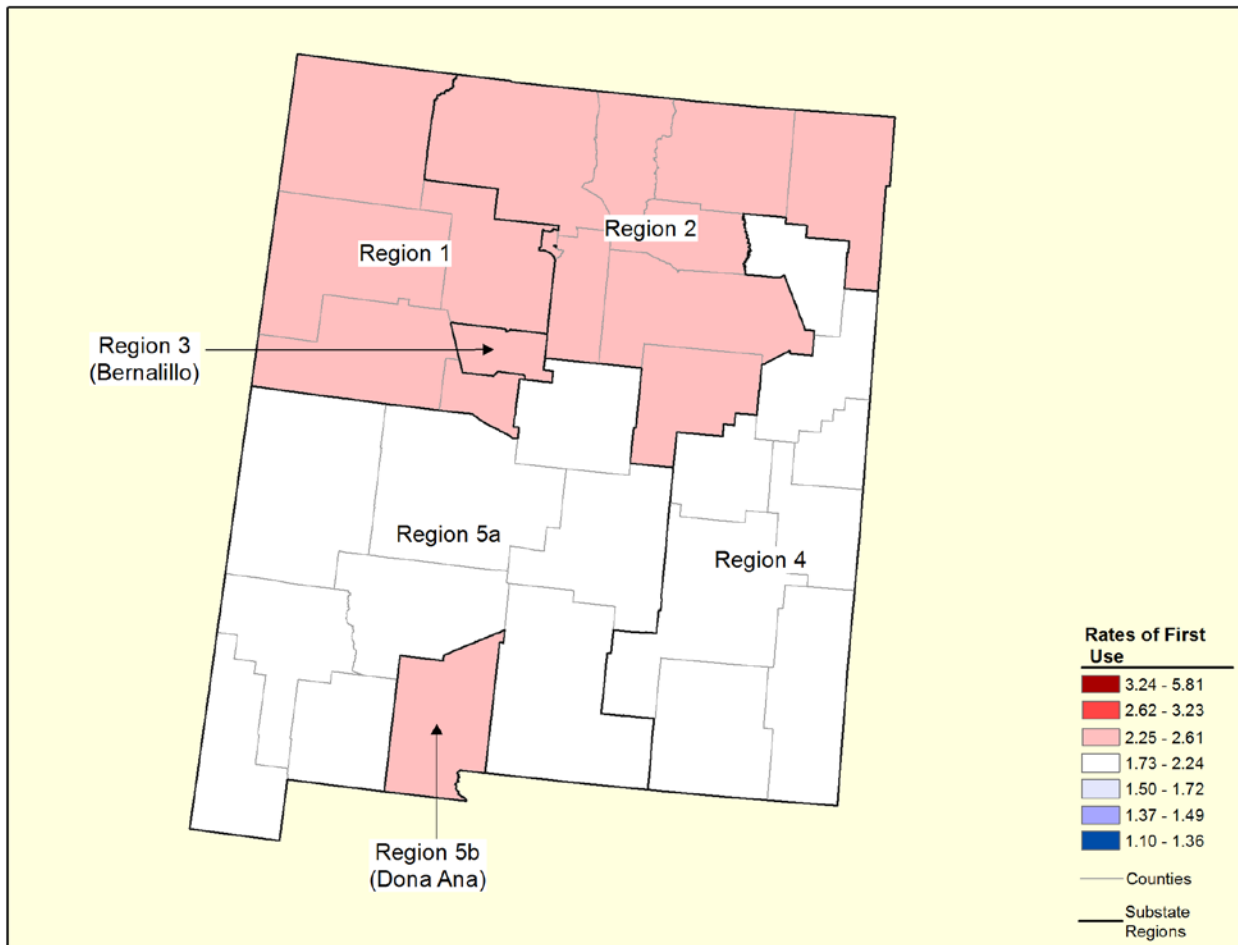 Region 1
Region 2
Region 3
(Bernalillo)
Region 5a
Region 4
Region 5b
(Dona Ana)
Rates of First
Use
3.24 - 5.81
2.62 - 3.23
2.25 - 2.61
1.73 - 2.24
1.50 - 1.72
1.37 - 1.49
1.10 - 1.36
Counties
Substate
Regions